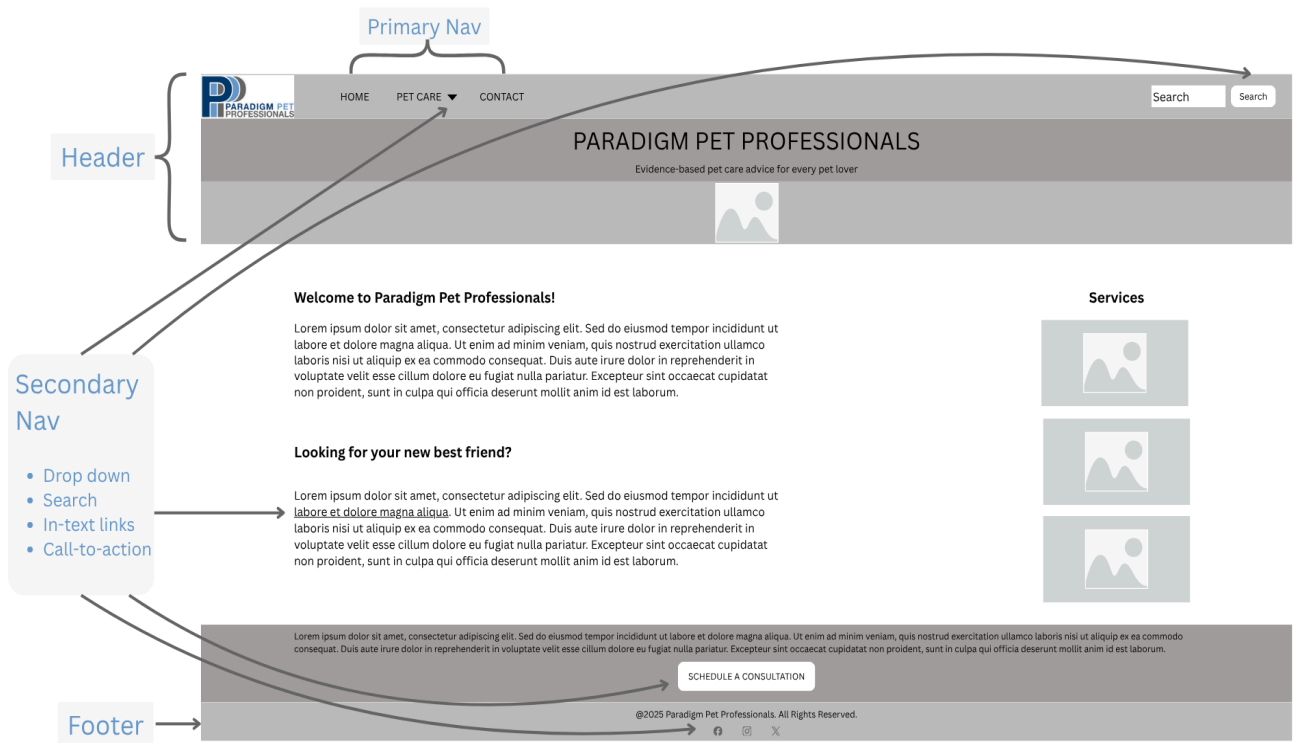 Primary Nav
PARADIGM PET
PROFESSIONALS
HOME
PET CARE
CONTACT
Search
Search
Header
PARADIGM PET PROFESSIONALS
Evidence-based pet care advice for every pet lover
Welcome to Paradigm Pet Professionals!
Lorem ipsum dolor sit amet, consectetur adipiscing elit. Sed do eiusmod tempor incididunt ut
labore et dolore magna aliqua. Ut enim ad minim veniam, quis nostrud exercitation ullamco
laboris nisi ut aliquip ex ea commodo consequat. Duis aute irure dolor in reprehenderit in
voluptate velit esse cillum dolore eu fugiat nulla pariatur. Excepteur sint occaecat cupidatat
non proident, sunt in culpa qui officia deserunt mollit anim id est laborum.
Services
Secondary
Nav
• Drop down
• Search
• In-text links
• Call-to-action
Looking for your new best friend?
Lorem ipsum dolor sit amet, consectetur adipiscing elit. Sed do eiusmod tempor incididunt ut
labore et dolore magna aliqua. Ut enim ad minim veniam, quis nostrud exercitation ullamco
laboris nisi ut aliquip ex ea commodo consequat. Duis aute irure dolor in reprehenderit in
voluptate velit esse cillum dolore eu fugiat nulla pariatur. Excepteur sint occaecat cupidatat
non proident, sunt in culpa qui officia deserunt mollit anim id est laborum.
Lorem ipsum dolor sit amet, consectetur adipiscing elit. Sed do eiusmod tempor incididunt ut labore et dolore magna aliqua. Ut enim ad minim veniam, quis nostrud exercitation ullamco laboris nisi ut aliquip ex ea commodo
consequat. Duis aute irure dolor in reprehenderit in voluptate velit esse cillum dolore eu fugiat nulla pariatur. Excepteur sint occaecat cupidatat non proident, sunt in culpa qui officia deserunt mollit anim id est laborum.
SCHEDULE A CONSULTATION
Footer
@2025 Paradigm Pet Professionals. All Rights Reserved.